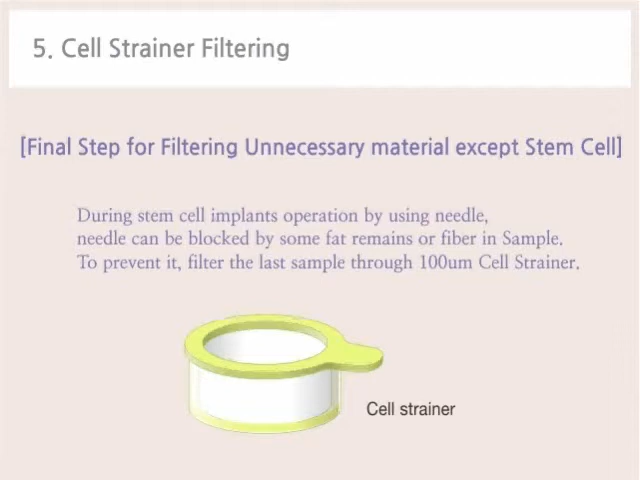 5. Cell Strainer Filtering
[Final Step for Filtering Unnecessary material except Stem Cell]
During stem cell implants operation by using needle,
needle can be blocked by some fat remains or fiber in Sample.
To prevent it, filter the last sample through 100um Cell Strainer.
Cell strainer